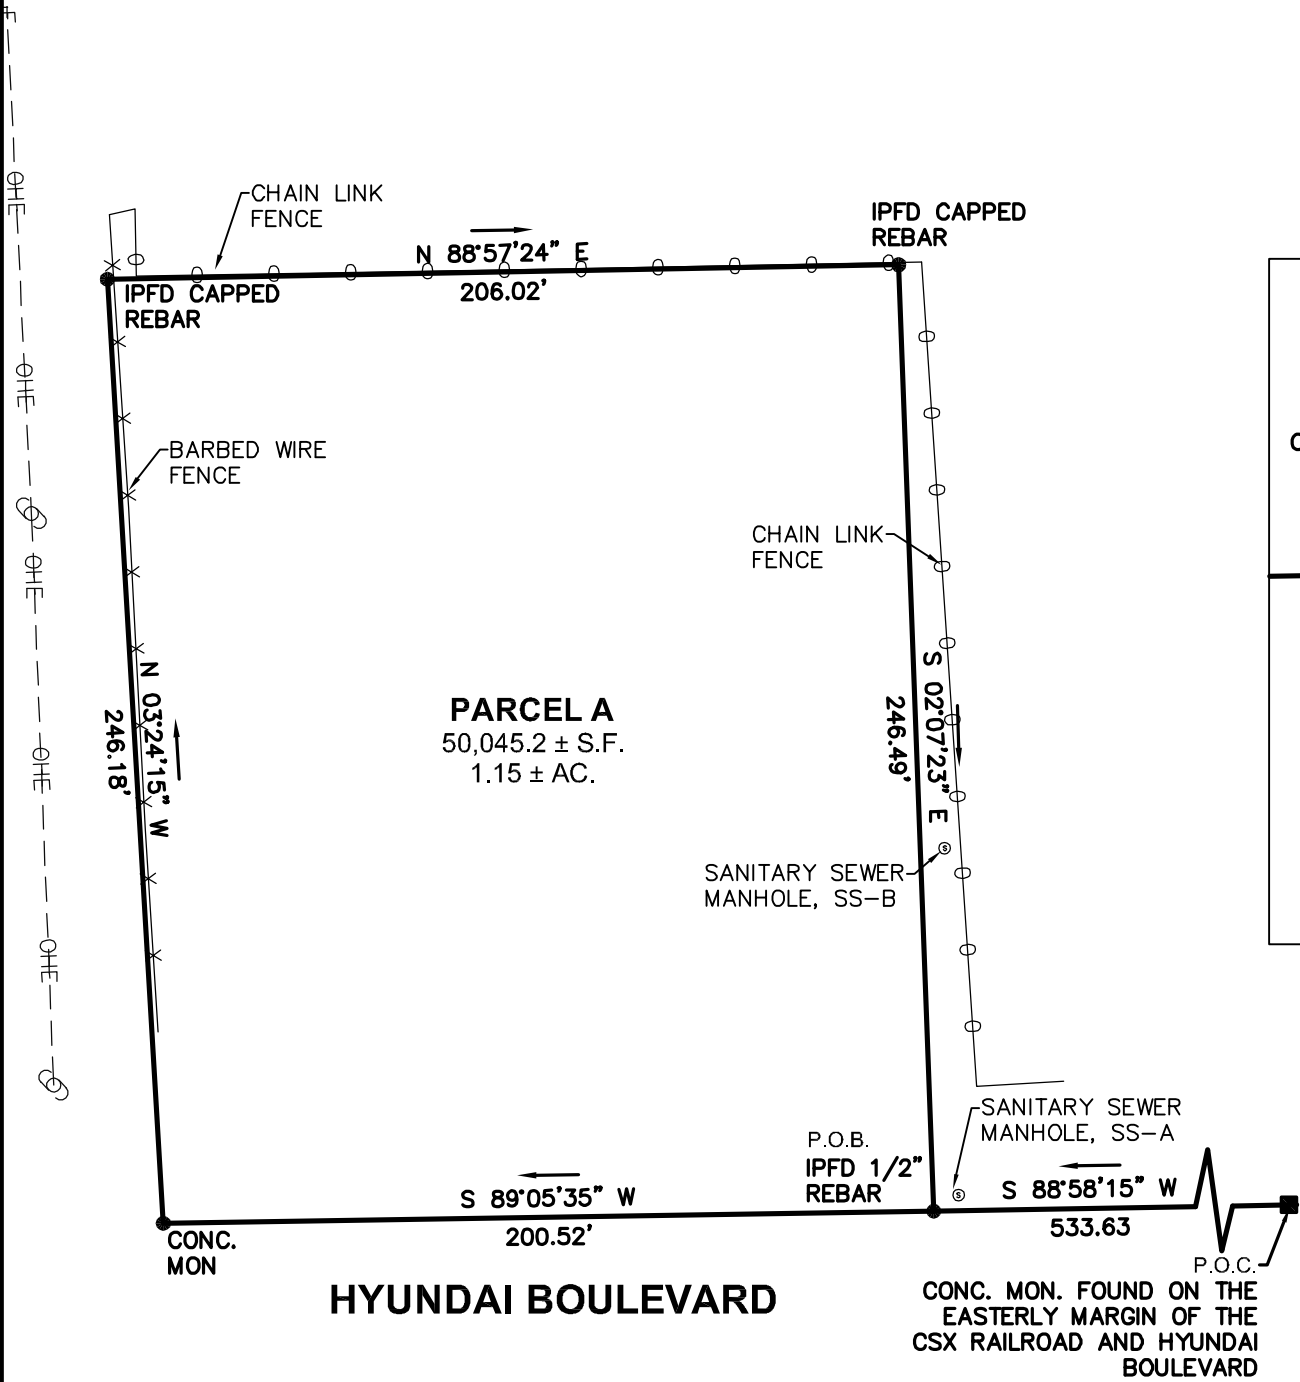 OHE
CHAIN LINK
FENCE
IPFD CAPPED
REBAR
N 88°57'24" E
206.02'
IPFD CAPPED
REBAR
OHE
BARBED WIRE
FENCE
CHAIN LINK
FENCE
OHE
N 03°24'15" W
246.18'
S 02°07'23" E
246.49'
PARCEL A
50,045.2 ± S.F.
1.15 ± AC.
OHE
SANITARY SEWER
MANHOLE, SS-B
S
OHE
SANITARY SEWER
MANHOLE, SS-A
S
P.O.B.
IPFD 1/2"
REBAR
S 89°05'35" W
200.52'
S 88°58'15" W
533.63
CONC.
MON
P.O.C.
HYUNDAI BOULEVARD
CONC. MON. FOUND ON THE
EASTERLY MARGIN OF THE
CSX RAILROAD AND HYUNDAI
BOULEVARD